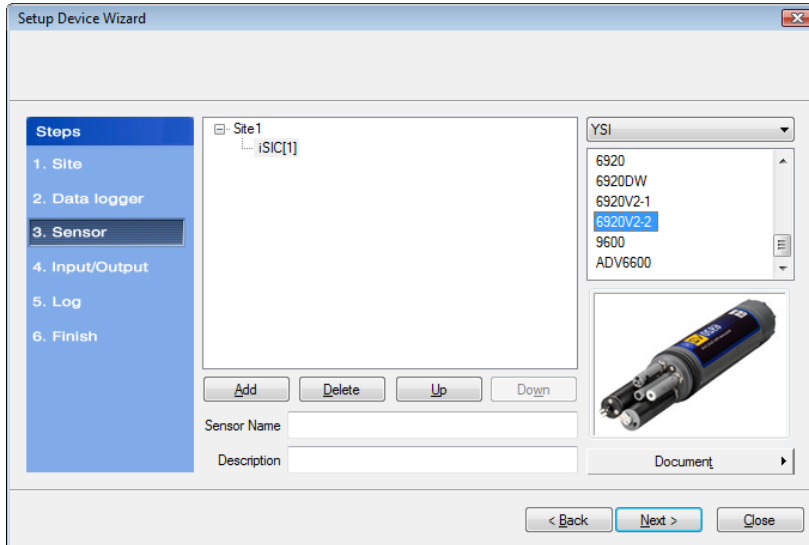 Setup Device Wizard
Steps
1. Site
2. Data logger
3. Sensor
4. Input/Output
5. Log
6. Finish
Site1
iSIC[1]
Add Delete Up Down
Sensor Name
Description
YSI
6920
6920DW
6920V2-1
6920V2-2
9600
ADV6600
Document
< Back Next > Close